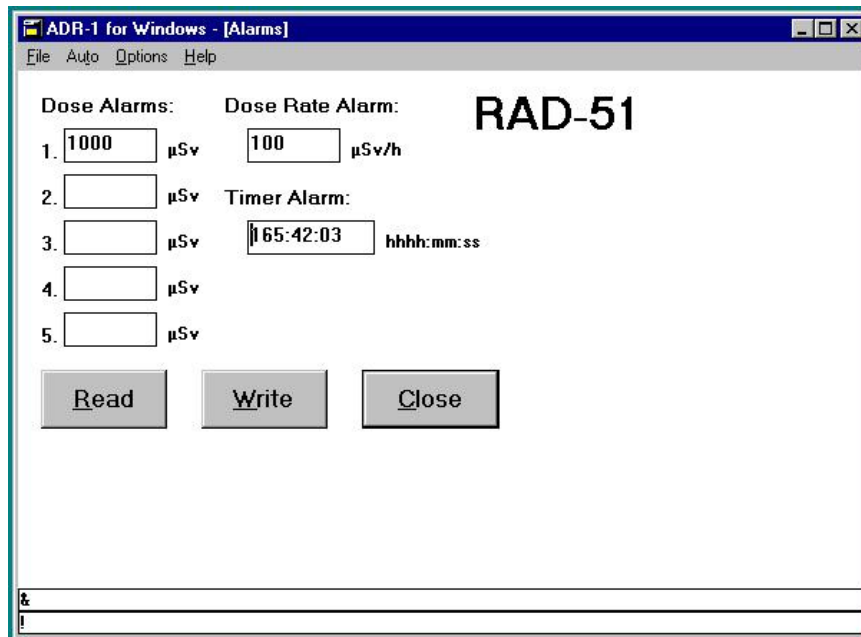 ADR-1 for Windows - [Alarms]
File Auto Options Help
Dose Alarms: Dose Rate Alarm: RAD-51
1. 1000 µSv 100 µSv/h
2. µSv Timer Alarm:
3. µSv 165:42:03 hhhh:mm:ss
4. µSv
5. µSv
Read Write Close
&
!